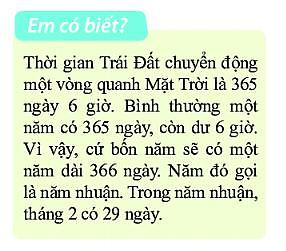 Em có biết?
Thời gian Trái Đất chuyển động
một vòng quanh Mặt Trời là 365
ngày 6 giờ. Bình thường một
năm có 365 ngày, còn dư 6 giờ.
Vì vậy, cứ bốn năm sẽ có một
năm dài 366 ngày. Năm đó gọi
là năm nhuận. Trong năm nhuận,
tháng 2 có 29 ngày.